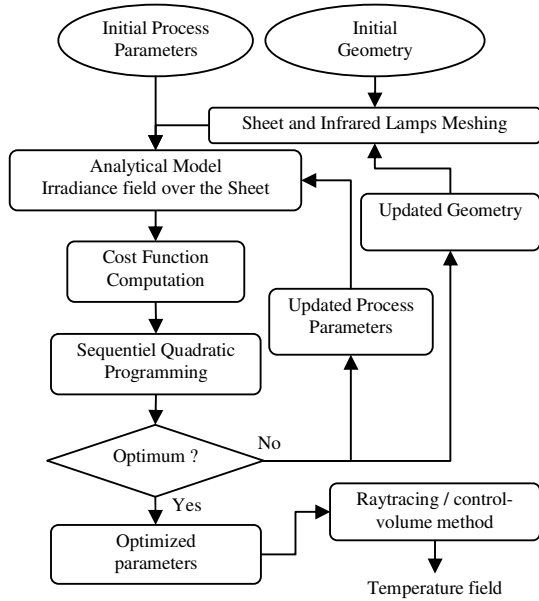 Initial Process
Parameters
Initial
Geometry
Sheet and Infrared Lamps Meshing
Analytical Model
Irradiance field over the Sheet
Updated Geometry
Cost Function
Computation
Updated Process
Parameters
Sequentiel Quadratic
Programming
Optimum ?
No
Yes
Optimized
parameters
Raytracing / control-
volume method
Temperature field